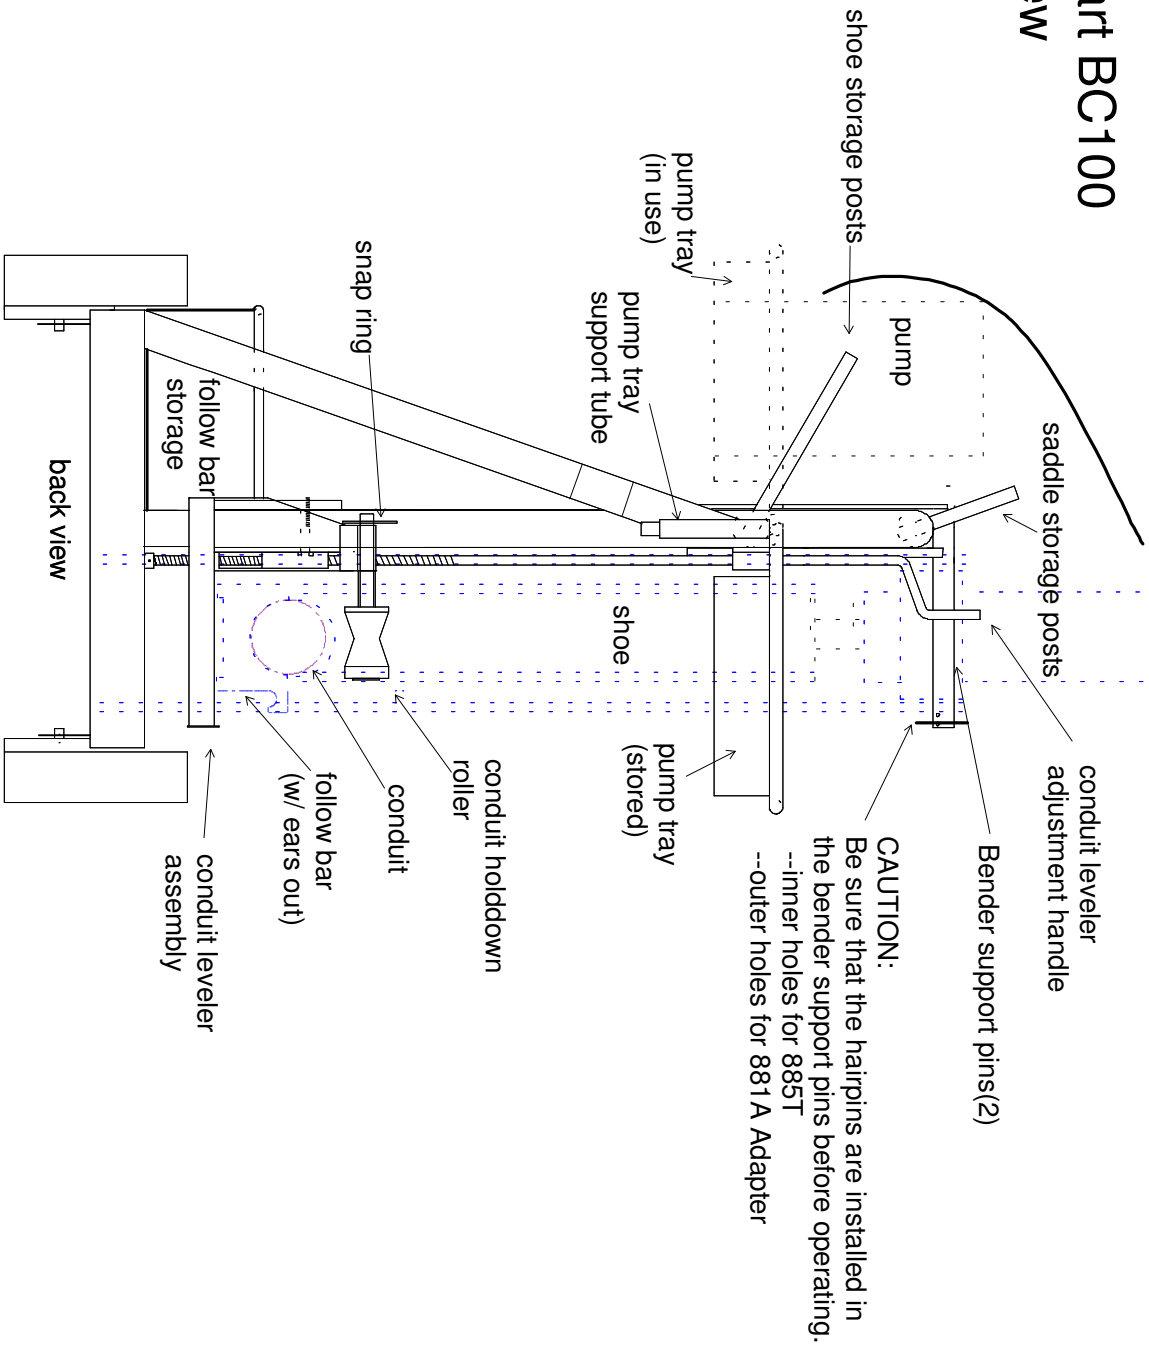 art BC100
ew
shoe storage posts
pump
saddle storage posts
pump tray
(in use)
pump tray
support tube
snap ring
follow bar
storage
back view
shoe
conduit leveler
adjustment handle
Bender support pins(2)
CAUTION:
Be sure that the hairpins are installed in
the bender support pins before operating.
--inner holes for 885T
--outer holes for 881A Adapter
pump tray
(stored)
conduit holddown
roller
conduit
follow bar
(w/ ears out)
conduit leveler
assembly